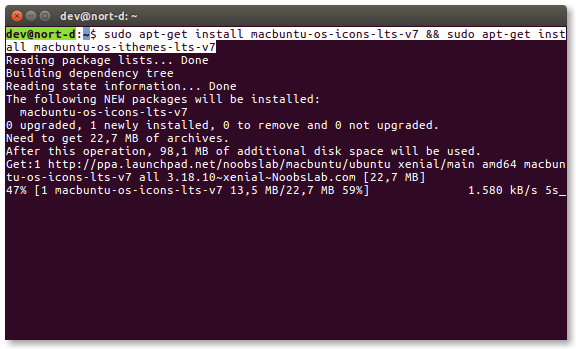 dev@nort-d: ~
dev@nort-d:~$ sudo apt-get install macbuntu-os-icons-lts-v7 && sudo apt-get inst
all macbuntu-os-ithemes-lts-v7
Reading package lists... Done
Building dependency tree
Reading state information... Done
The following NEW packages will be installed:
  macbuntu-os-icons-lts-v7
0 upgraded, 1 newly installed, 0 to remove and 0 not upgraded.
Need to get 22,7 MB of archives.
After this operation, 98,1 MB of additional disk space will be used.
Get:1 http://ppa.launchpad.net/noobslab/macbuntu/ubuntu xenial/main amd64 macbun
tu-os-icons-lts-v7 all 3.18.10~xenial~NoobsLab.com [22,7 MB]
47% [1 macbuntu-os-icons-lts-v7 13,5 MB/22,7 MB 59%]              1.580 kB/s 5s_